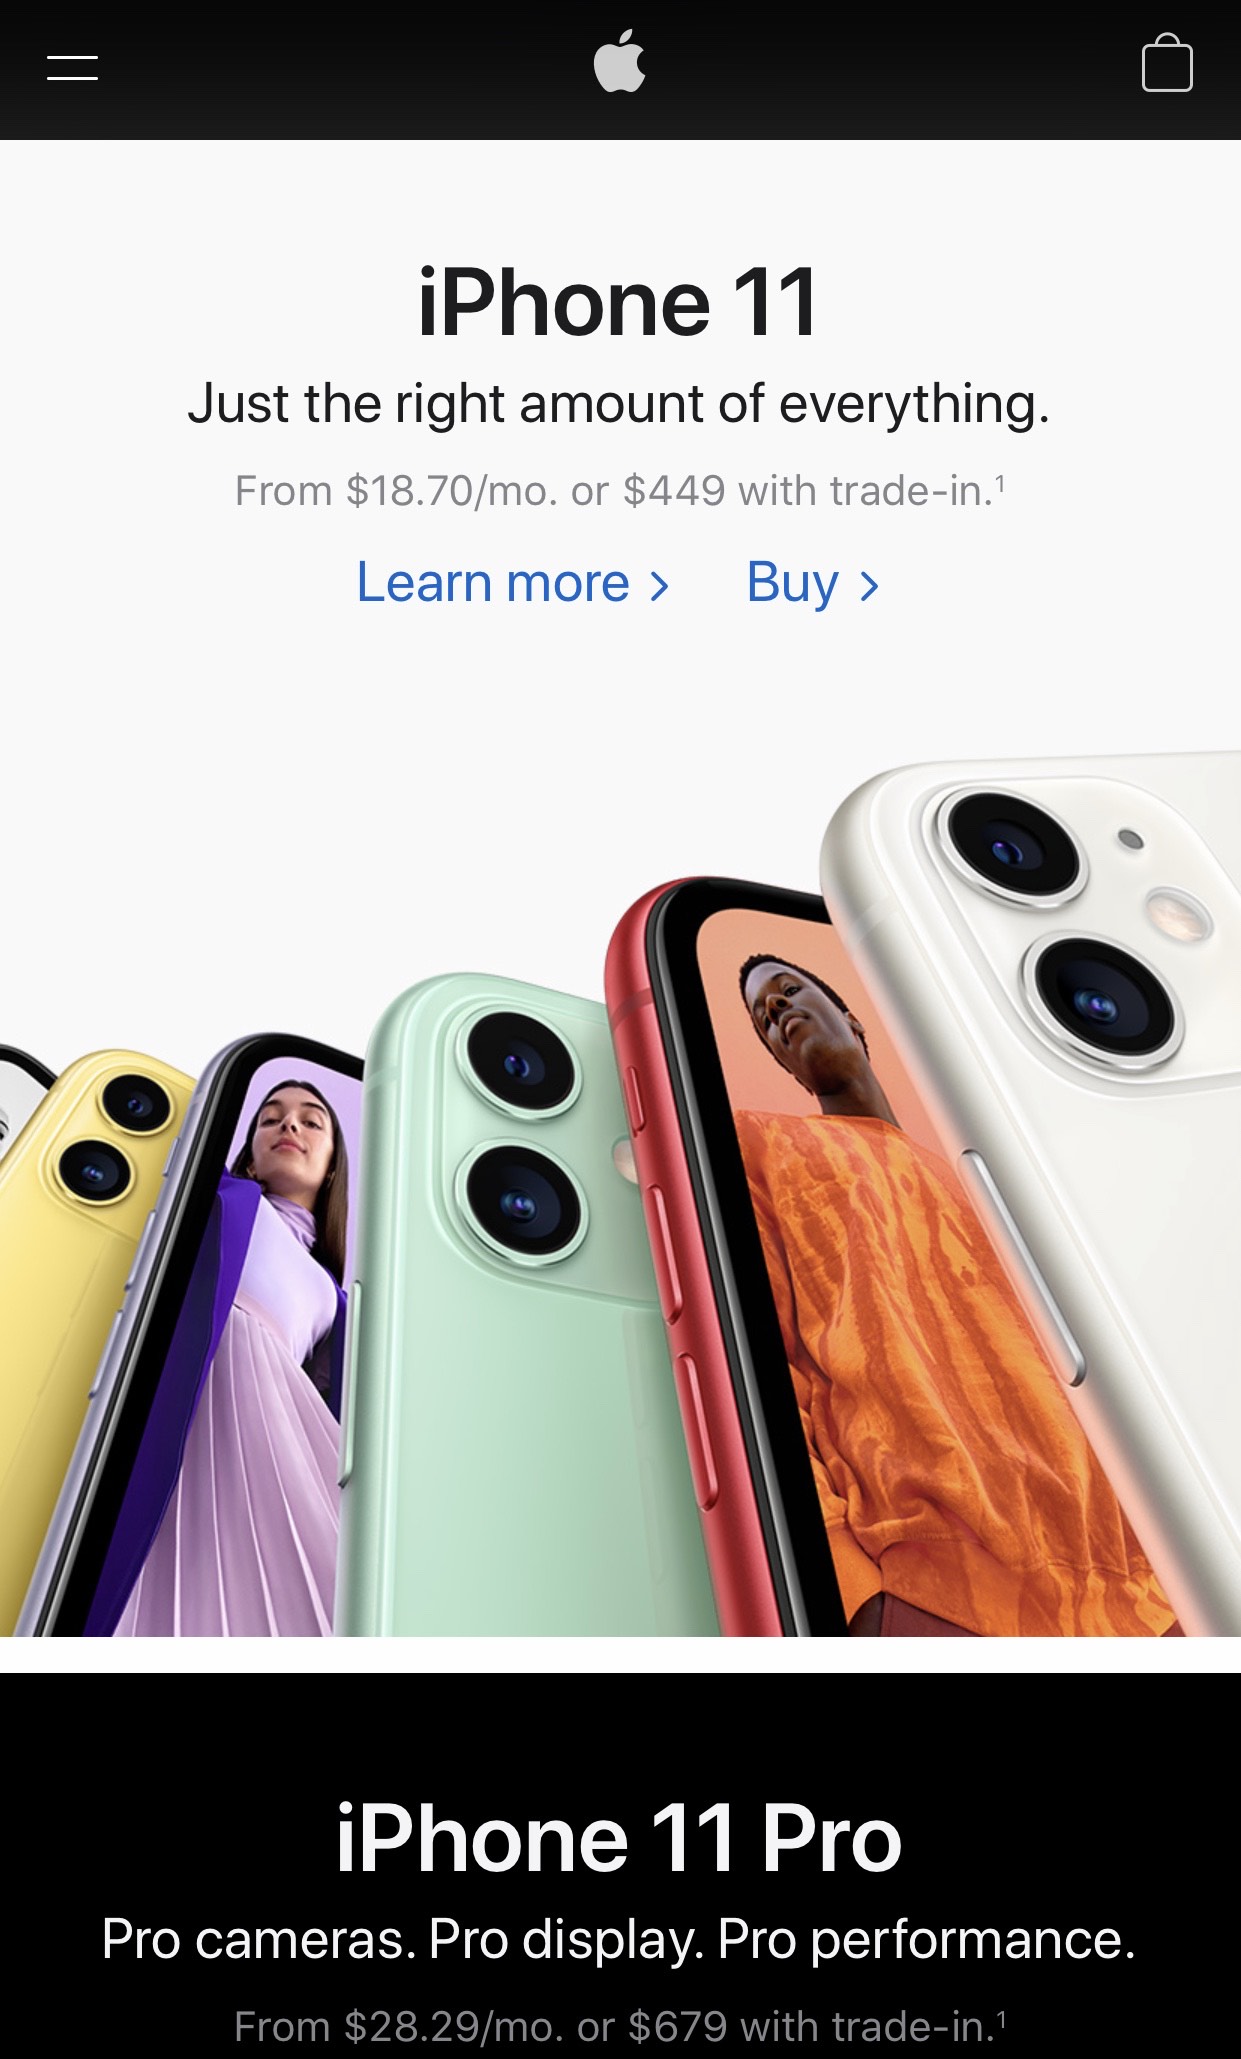 iPhone 11
Just the right amount of everything.
From $18.70/mo. or $449 with trade-in.¹
Learn more > Buy >
iPhone 11 Pro
Pro cameras. Pro display. Pro performance.
From $28.29/mo. or $679 with trade-in.¹